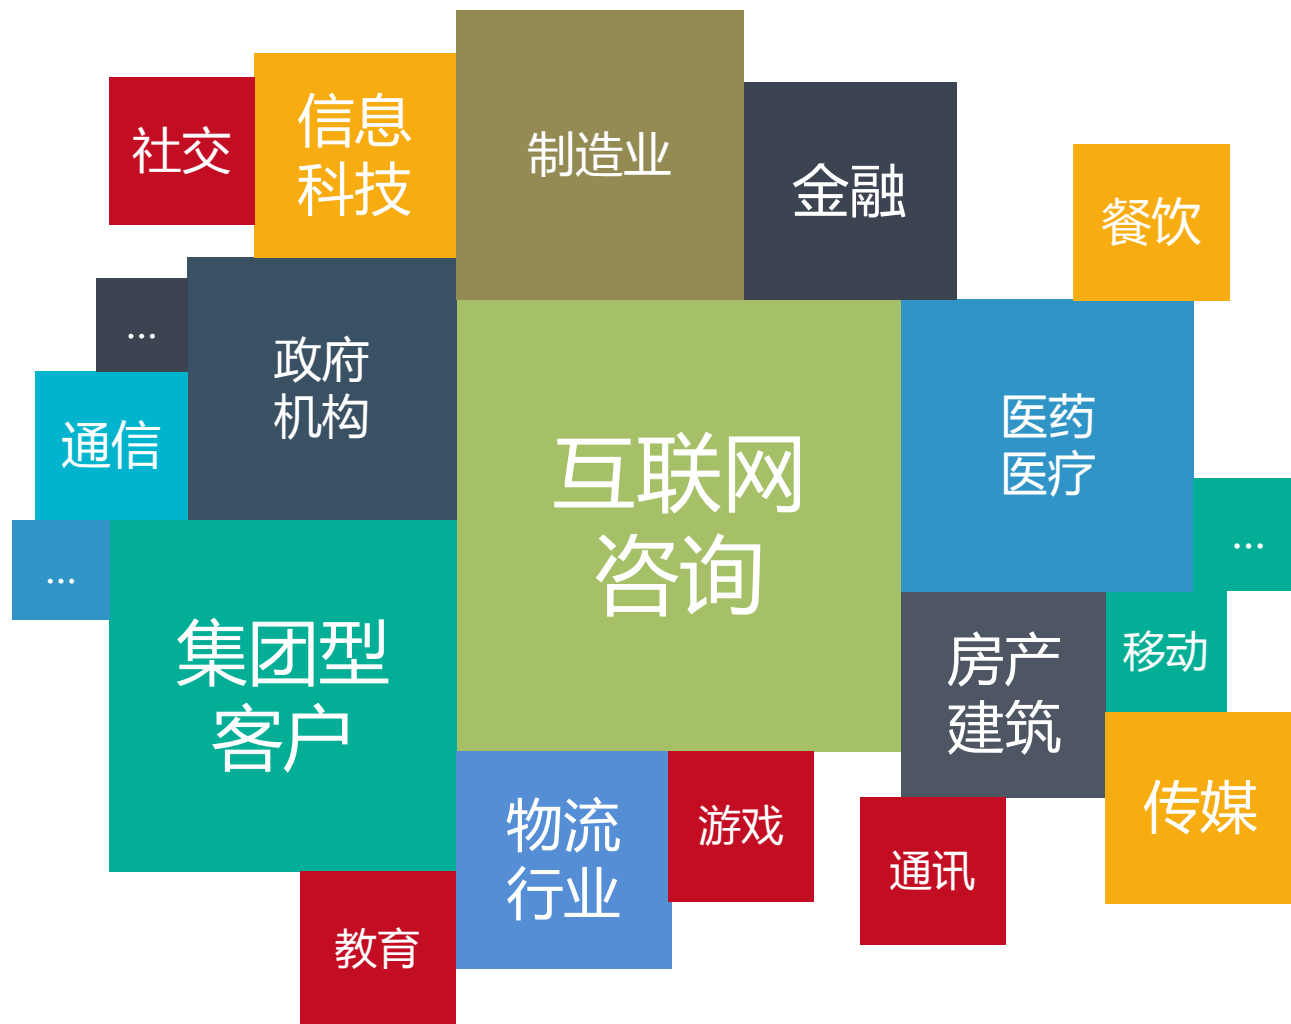 社交
信息
科技
制造业
金融
餐饮
...
政府
机构
通信
互联网
咨询
医药
医疗
...
...
集团型
客户
房产
建筑
移动
物流
行业
游戏
通讯
传媒
教育